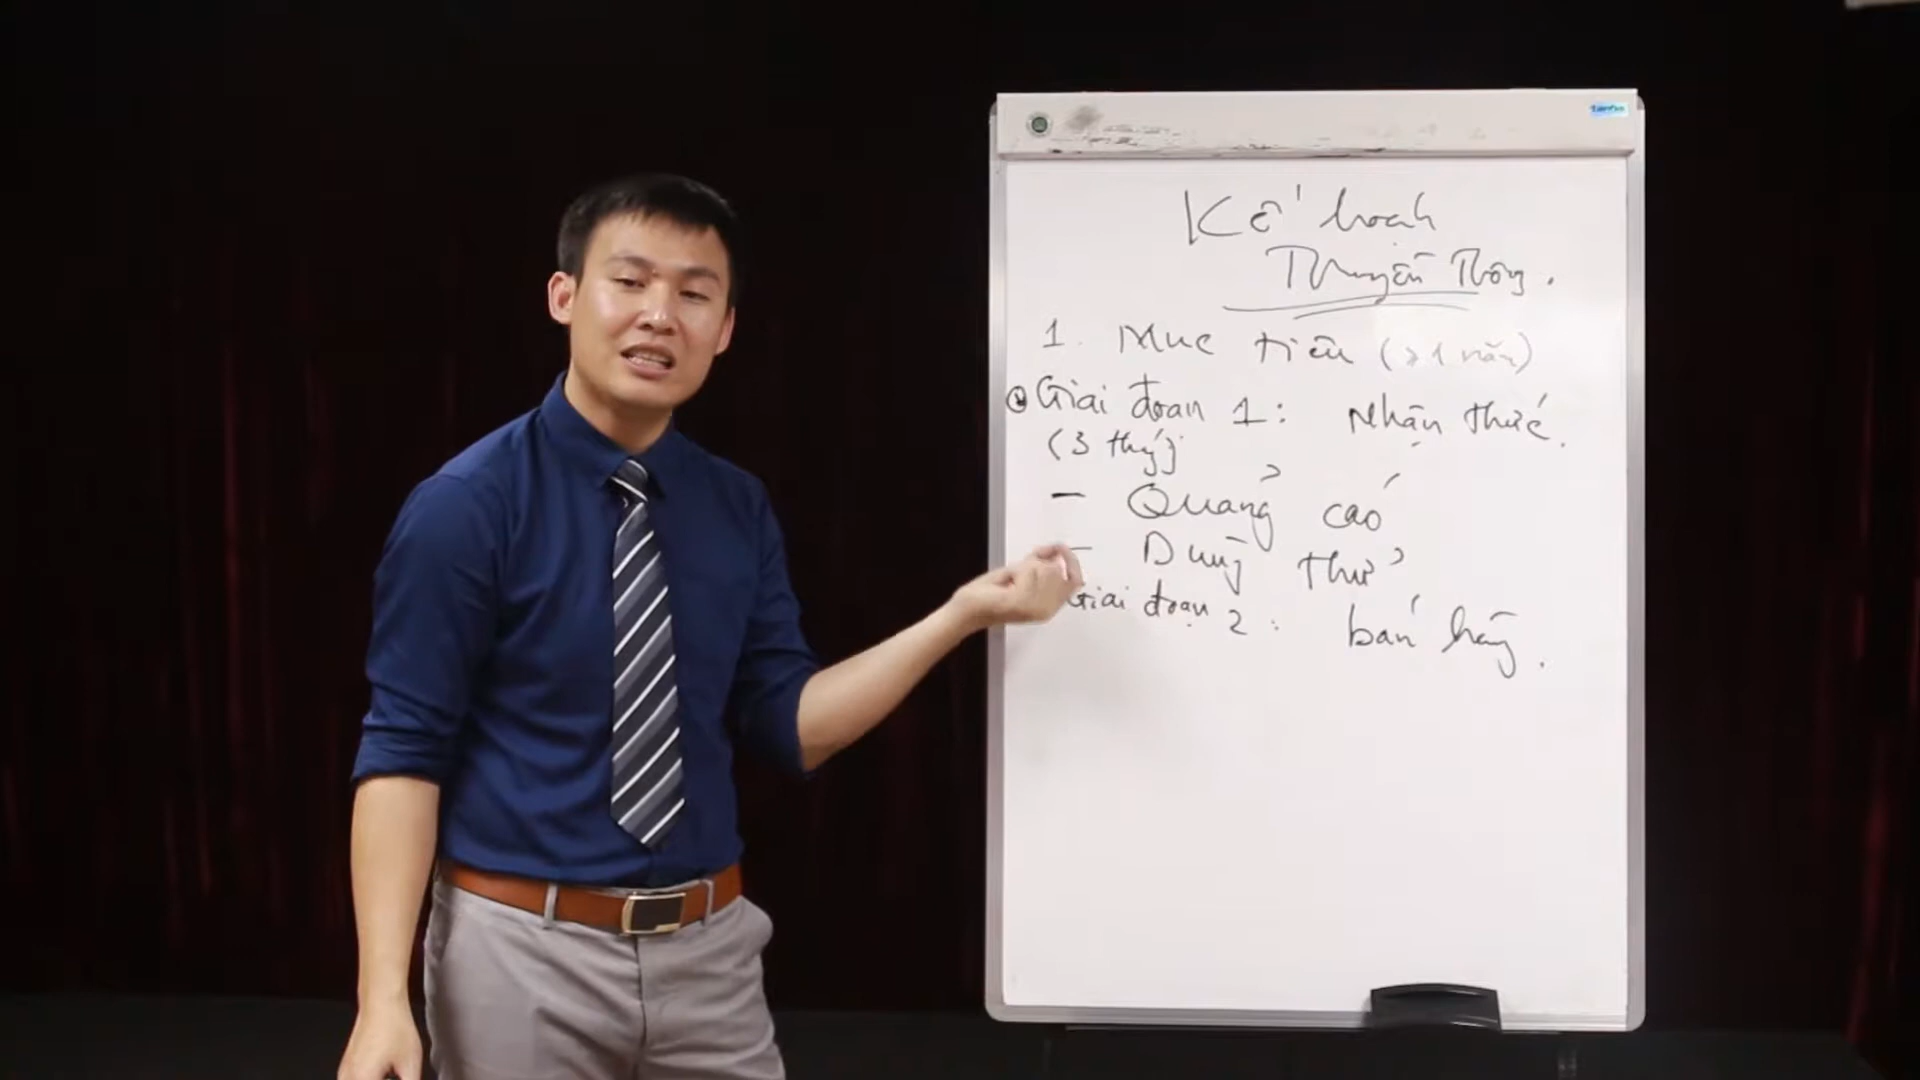 Kế hoạch
Truyền Thông.
1. Mục tiêu (>1 năm)
Giai đoạn 1: Nhận thức.
(3 tháng)
- Quảng cáo
- Dùng thử
Giai đoạn 2: bán hàng.